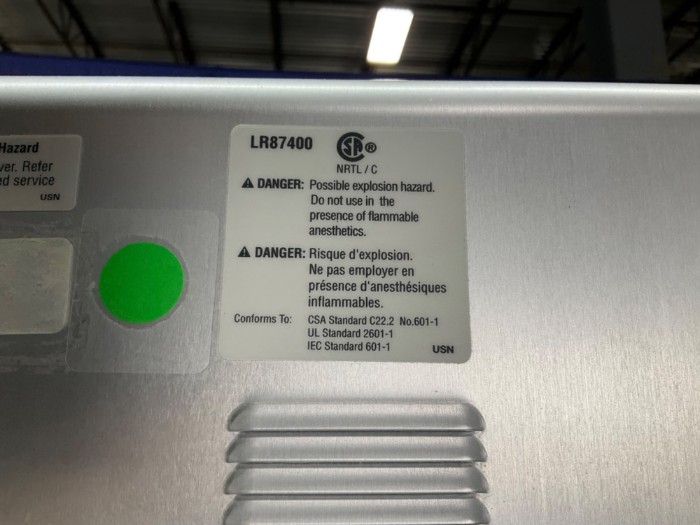 Hazard
ver. Refer
ed service
USN
LR87400 SA®
NRTL / C
DANGER: Possible explosion hazard.
Do not use in the
presence of flammable
anesthetics.
DANGER: Risque d'explosion.
Ne pas employer en
présence d'anesthésiques
inflammables.
Conforms To: CSA Standard C22.2 No.601-1
UL Standard 2601-1
IEC Standard 601-1
USN